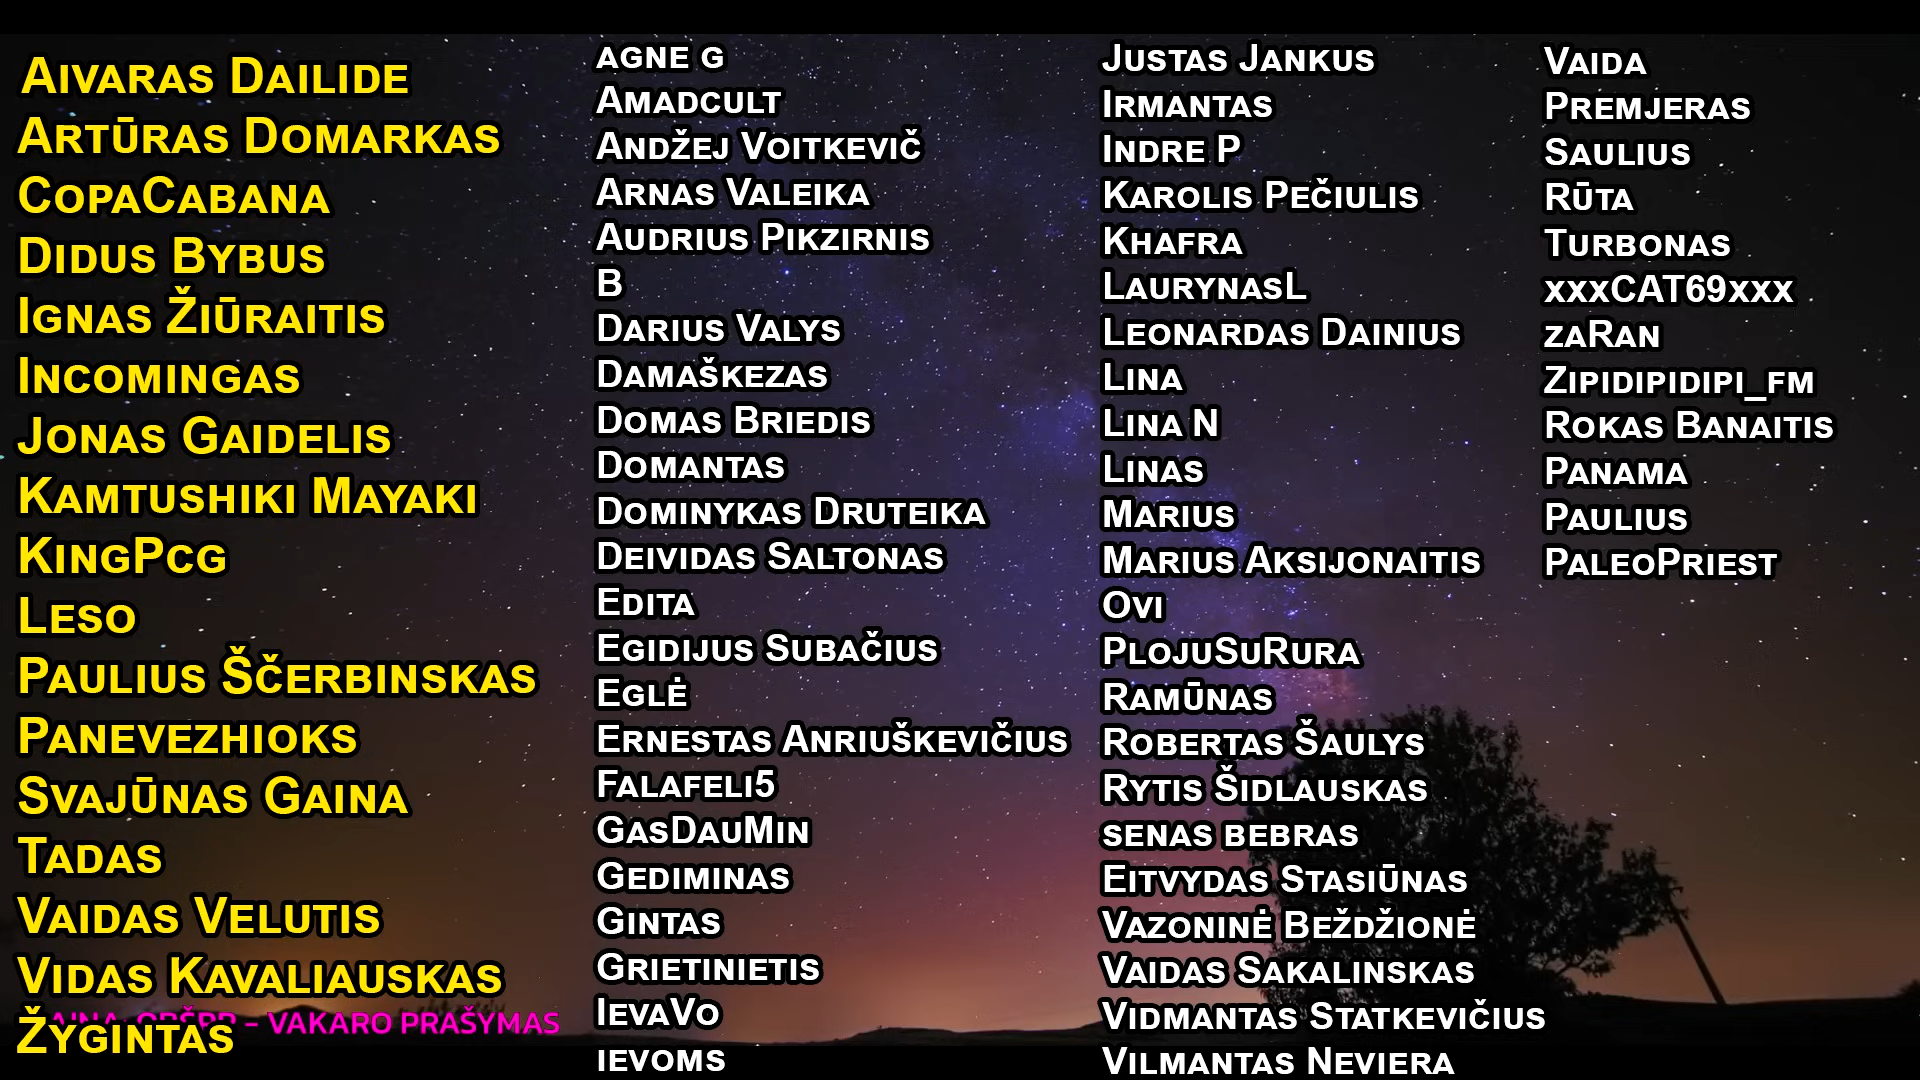 Aivaras Dailide
Artūras Domarkas
CopaCabana
Didus Bybus
Ignas Žiūraitis
Incomingas
Jonas Gaidelis
Kamtushiki Mayaki
KingPcg
Leso
Paulius Ščerbinskas
Panevezhioks
Svajūnas Gaina
Tadas
Vaidas Velutis
Vidas Kavaliauskas
– VAKARO PRAŠYMAS
Žygintas
agne g
Amadcult
Andžej Voitkevič
Arnas Valeika
Audrius Pikzirnis
B
Darius Valys
Damaškezas
Domas Briedis
Domantas
Dominykas Druteika
Deividas Saltonas
Edita
Egidijus Subačius
Eglė
Ernestas Anriuškevičius
Falafeli5
GasDauMin
Gediminas
Gintas
Grietinietis
IevaVo
ievoms
Justas Jankus
Irmantas
Indre P
Karolis Pečiulis
Khafra
LaurynasL
Leonardas Dainius
Lina
Lina N
Linas
Marius
Marius Aksijonaitis
Ovi
PlojuSuRura
Ramūnas
Robertas Šaulys
Rytis Šidlauskas
senas bebras
Eitvydas Stasiūnas
Vazoninė Beždžionė
Vaidas Sakalinskas
Vidmantas Statkevičius
Vilmantas Neviera
Vaida
Premjeras
Saulius
Rūta
Turbonas
xxxCAT69xxx
zaRan
Zipidipidipi_fm
Rokas Banaitis
Panama
Paulius
PaleoPriest